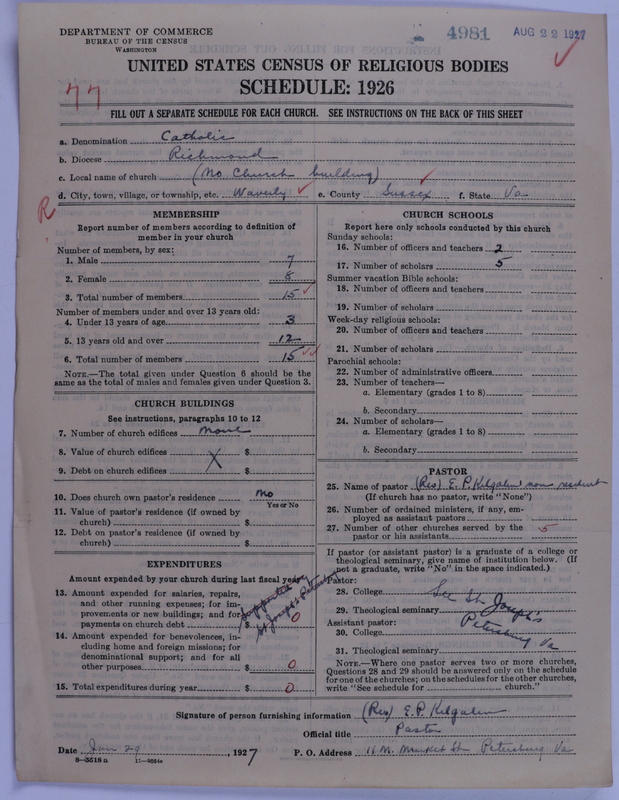 DEPARTMENT OF COMMERCE
BUREAU OF THE CENSUS
WASHINGTON
4981
AUG 22 1927
UNITED STATES CENSUS OF RELIGIOUS BODIES
77
SCHEDULE: 1926
FILL OUT A SEPARATE SCHEDULE FOR EACH CHURCH. SEE INSTRUCTIONS ON THE BACK OF THIS SHEET
a. Denomination Catholic
b. Diocese Richmond
c. Local name of church (No Church building)
d. City, town, village, or township, etc. Waverly e. County Sussex f. State Va
R
MEMBERSHIP
Report number of members according to definition of
member in your church
Number of members, by sex:
1. Male 7
2. Female 8
3. Total number of members 15
Number of members under and over 13 years old:
4. Under 13 years of age 3
5. 13 years old and over 12
6. Total number of members 15
NOTE.—The total given under Question 6 should be the
same as the total of males and females given under Question 3.
CHURCH BUILDINGS
See instructions, paragraphs 10 to 12
7. Number of church edifices None
8. Value of church edifices $
X
9. Debt on church edifices $
10. Does church own pastor's residence No
Yes or No
11. Value of pastor's residence (if owned by
church) $
12. Debt on pastor's residence (if owned by
church) $
EXPENDITURES
Amount expended by your church during last fiscal year:
13. Amount expended for salaries, repairs,
and other running expenses; for im-
provements or new buildings; and for
payments on church debt $ 0
Supported by
St Joseph's Petersburg
14. Amount expended for benevolences, in-
cluding home and foreign missions; for
denominational support; and for all
other purposes $ 0
15. Total expenditures during year $ 0
CHURCH SCHOOLS
Report here only schools conducted by this church
Sunday schools:
16. Number of officers and teachers 2
17. Number of scholars 5
Summer vacation Bible schools:
18. Number of officers and teachers
19. Number of scholars
Week-day religious schools:
20. Number of officers and teachers
21. Number of scholars
Parochial schools:
22. Number of administrative officers
23. Number of teachers—
a. Elementary (grades 1 to 8)
b. Secondary
24. Number of scholars—
a. Elementary (grades 1 to 8)
b. Secondary
PASTOR
25. Name of pastor (Rev) E. P. Kilgalen non resident
(If church has no pastor, write "None")
26. Number of ordained ministers, if any, em-
ployed as assistant pastors
27. Number of other churches served by the
pastor or his assistants 5
If pastor (or assistant pastor) is a graduate of a college or
theological seminary, give name of institution below. (If
not a graduate, write "No" in the space indicated.)
Pastor:
28. College See St. Joseph's
29. Theological seminary Petersburg Va
Assistant pastor:
30. College
31. Theological seminary
NOTE.—Where one pastor serves two or more churches,
Questions 28 and 29 should be answered only on the schedule
for one of the churches; on the schedules for the other churches,
write "See schedule for church."
Signature of person furnishing information (Rev) E. P. Kilgalen
Official title Pastor
Date Jan 29, 1927 P. O. Address 16 N. Market St. Petersburg Va
8—3518 a